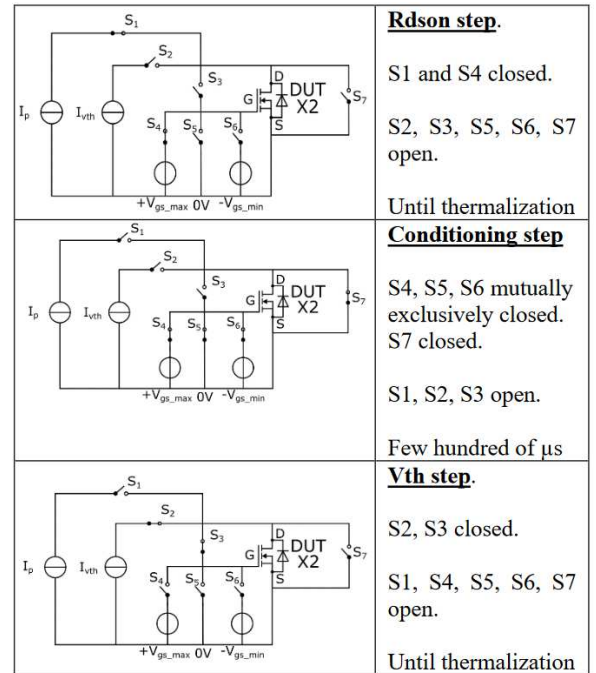 S1
S2
S3
D
DUT
G
X2
S7
Ip
Ivth
S4
S5
S6
S
+Vgs_max 0V -Vgs_min
Rdson step.
S1 and S4 closed.
S2, S3, S5, S6, S7
open.
Until thermalization
S1
S2
S3
D
DUT
G
X2
S7
Ip
Ivth
S4
S5
S6
S
+Vgs_max 0V -Vgs_min
Conditioning step
S4, S5, S6 mutually
exclusively closed.
S7 closed.
S1, S2, S3 open.
Few hundred of µs
S1
S2
S3
D
DUT
G
X2
S7
Ip
Ivth
S4
S5
S6
S
+Vgs_max 0V -Vgs_min
Vth step.
S2, S3 closed.
S1, S4, S5, S6, S7
open.
Until thermalization